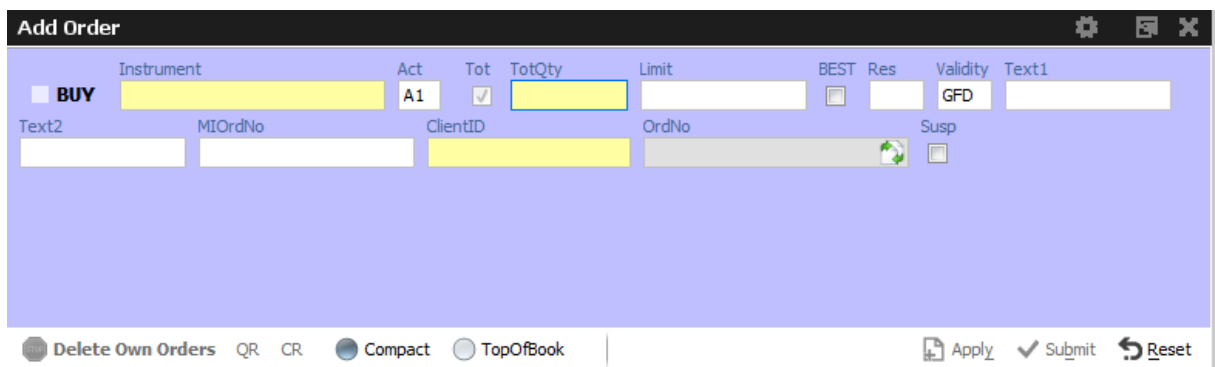 Add Order
Instrument Act Tot TotQty Limit BEST Res Validity Text1
BUY A1 GFD
Text2 MIOrdNo ClientID OrdNo Susp
Delete Own Orders QR CR Compact TopOfBook Apply Submit Reset